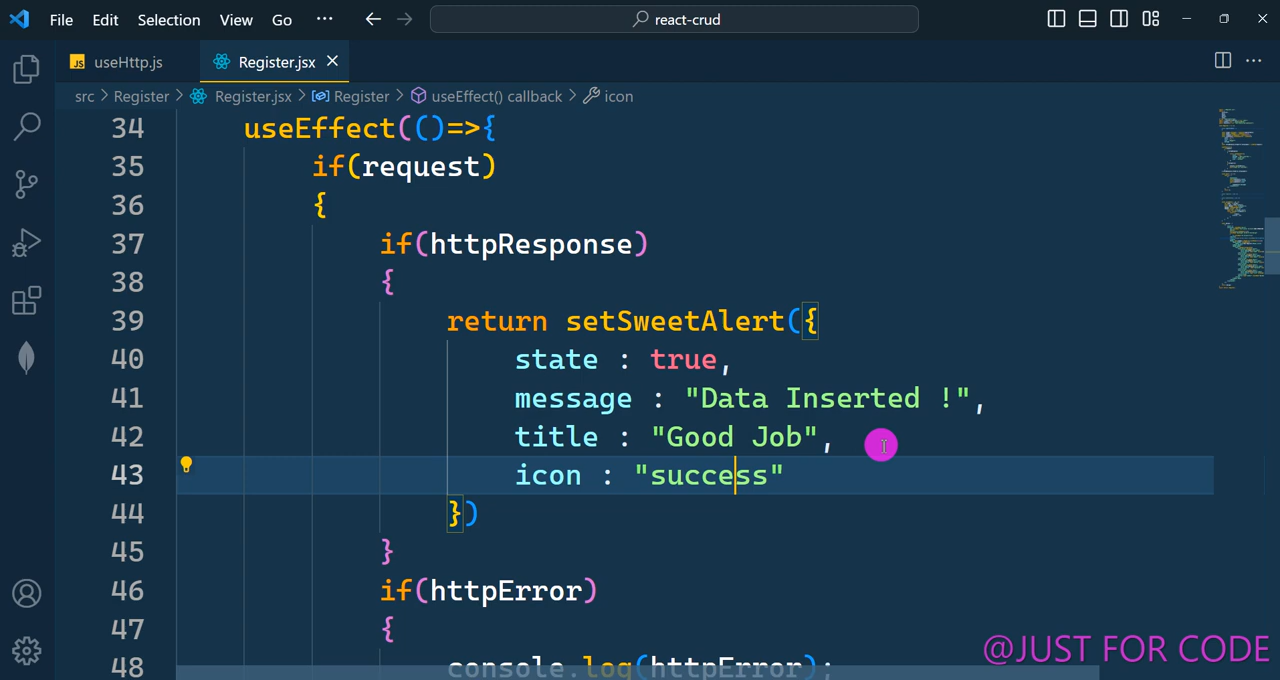 File Edit Selection View Go ··· react-crud
JS useHttp.js Register.jsx
src > Register > Register.jsx > Register > useEffect() callback > icon
34 useEffect(()=>{
35 if(request)
36 {
37 if(httpResponse)
38 {
39 return setSweetAlert({
40 state : true,
41 message : "Data Inserted !",
42 title : "Good Job",
43 icon : "success"
44 })
45 }
46 if(httpError)
47 {
48 console.log(httpError);
@JUST FOR CODE